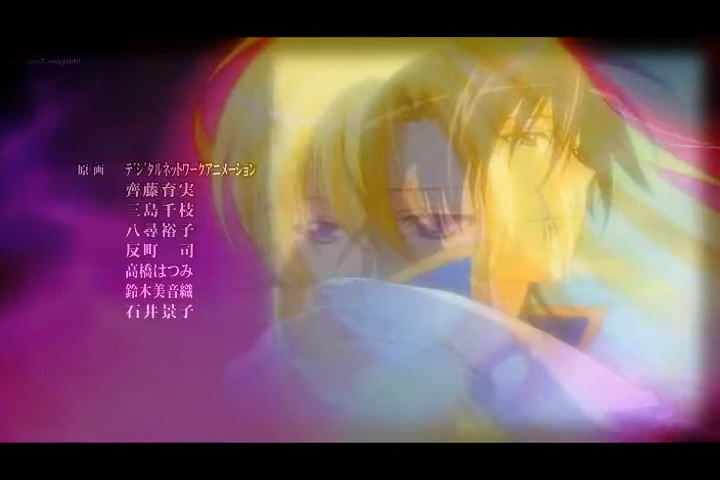 原画 デジタルネットワークアニメーション
齊藤育実
三島千枝
八尋裕子
反町 司
高橋はつみ
鈴木美音織
石井景子